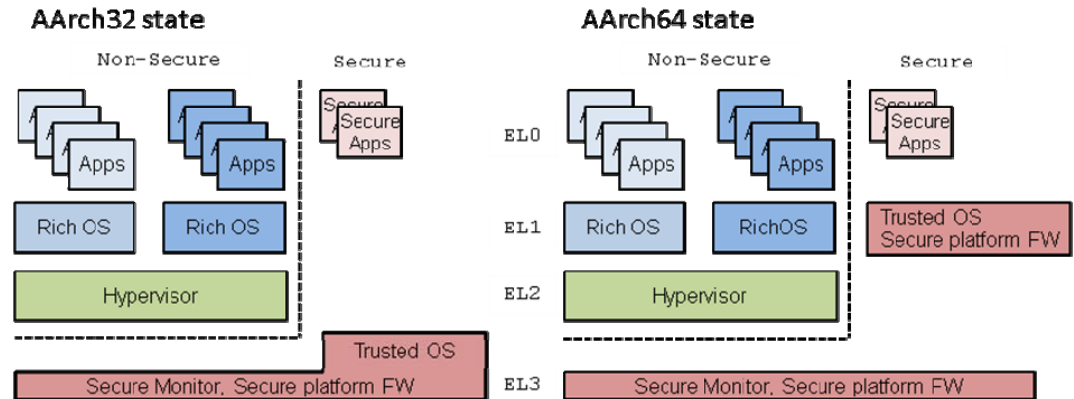 AArch32 state
AArch64 state
Non-Secure
Secure
Non-Secure
Secure
A
A
A
Apps
A
A
A
Apps
Secure
A
Secure
Apps
EL0
A
A
A
Apps
A
A
A
Apps
Secure
A
Secure
Apps
Rich OS
Rich OS
EL1
Rich OS
RichOS
Trusted OS
Secure platform FW
Hypervisor
EL2
Hypervisor
Trusted OS
Secure Monitor, Secure platform FW
EL3
Secure Monitor, Secure platform FW